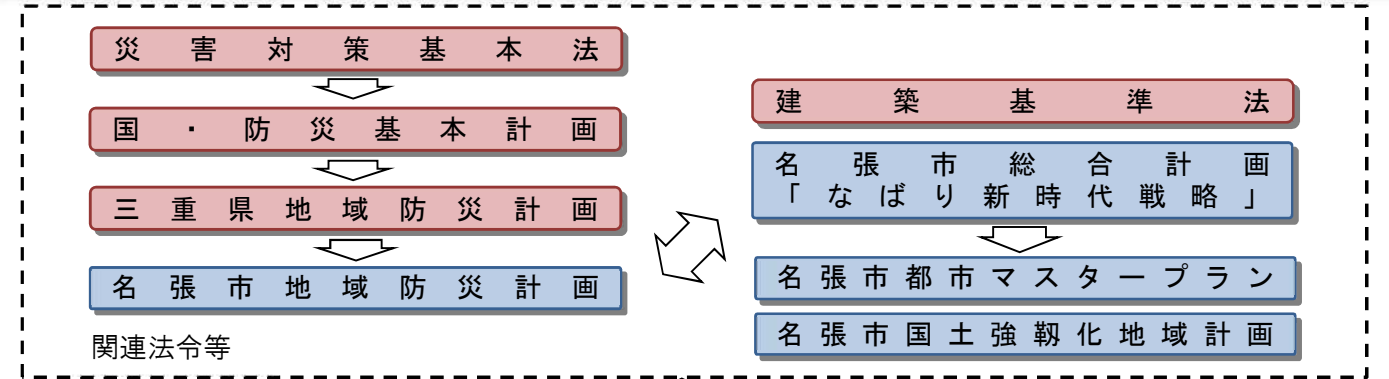 災害対策基本法
国・防災基本計画
三重県地域防災計画
名張市地域防災計画
関連法令等
建築基準法
名張市総合計画
「なばり新時代戦略」
名張市都市マスタープラン
名張市国土強靱化地域計画